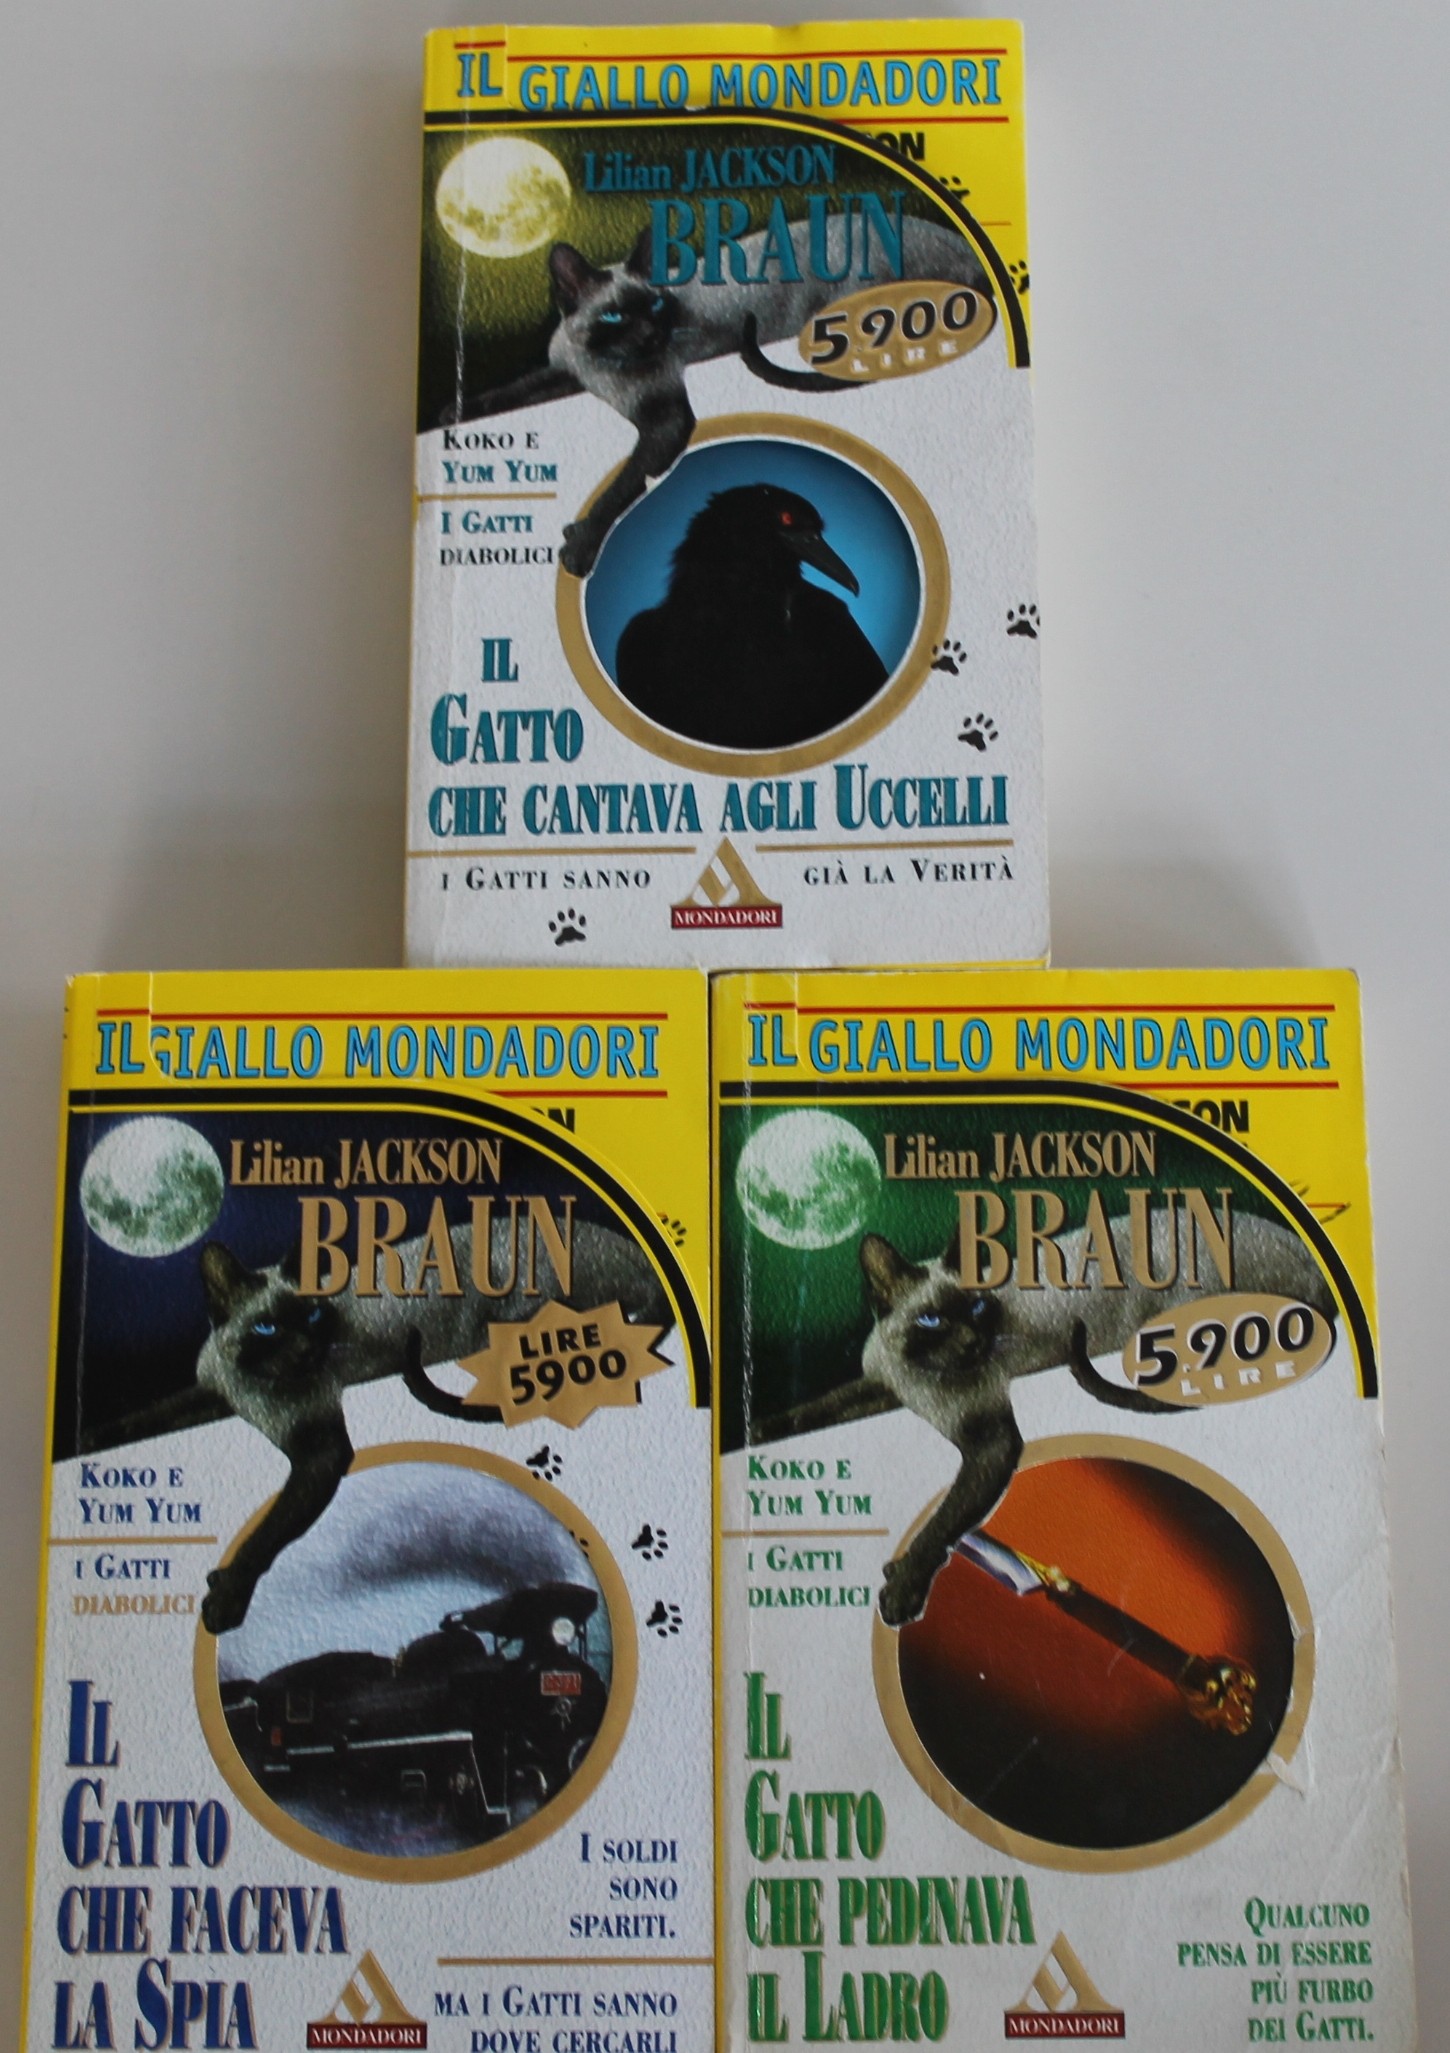 IL GIALLO MONDADORI
Lilian JACKSON
BRAUN
5.900
LIRE
KOKO E
YUM YUM
I GATTI
DIABOLICI
IL
GATTO
CHE CANTAVA AGLI UCCELLI
I GATTI SANNO GIÀ LA VERITÀ
MONDADORI
IL GIALLO MONDADORI
Lilian JACKSON
BRAUN
LIRE
5900
KOKO E
YUM YUM
I GATTI
DIABOLICI
IL
GATTO
CHE FACEVA
LA SPIA
I SOLDI
SONO
SPARITI.
MA I GATTI SANNO
DOVE CERCARLI
MONDADORI
IL GIALLO MONDADORI
Lilian JACKSON
BRAUN
5.900
LIRE
KOKO E
YUM YUM
I GATTI
DIABOLICI
IL
GATTO
CHE PEDINAVA
IL LADRO
QUALCUNO
PENSA DI ESSERE
PIÙ FURBO
DEI GATTI.
MONDADORI